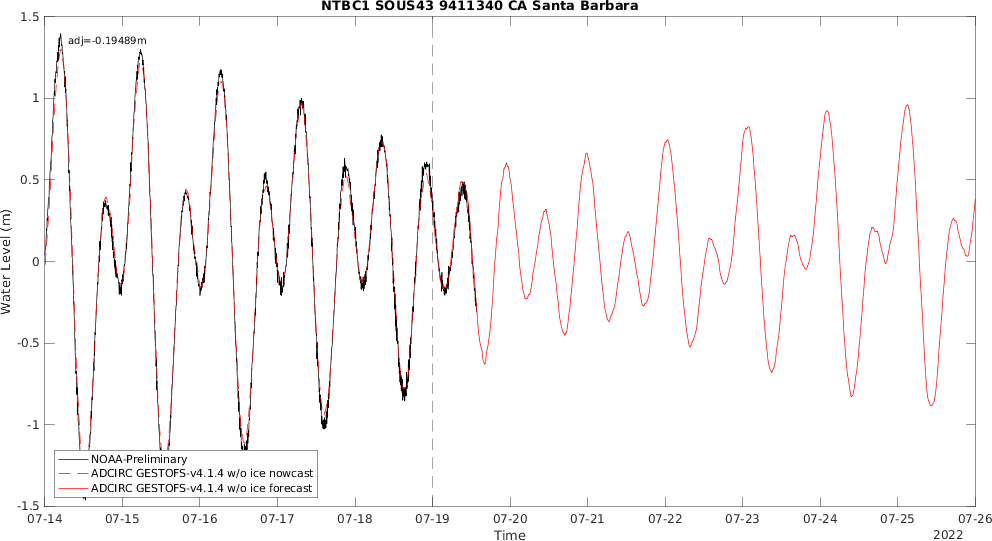 NTBC1 SOUS43 9411340 CA Santa Barbara
1.5
adj=-0.19489m
1
0.5
0
-0.5
-1
-1.5
Water Level (m)
NOAA-Preliminary
ADCIRC GESTOFS-v4.1.4 w/o ice nowcast
ADCIRC GESTOFS-v4.1.4 w/o ice forecast
07-14 07-15 07-16 07-17 07-18 07-19 07-20 07-21 07-22 07-23 07-24 07-25 07-26
Time
2022